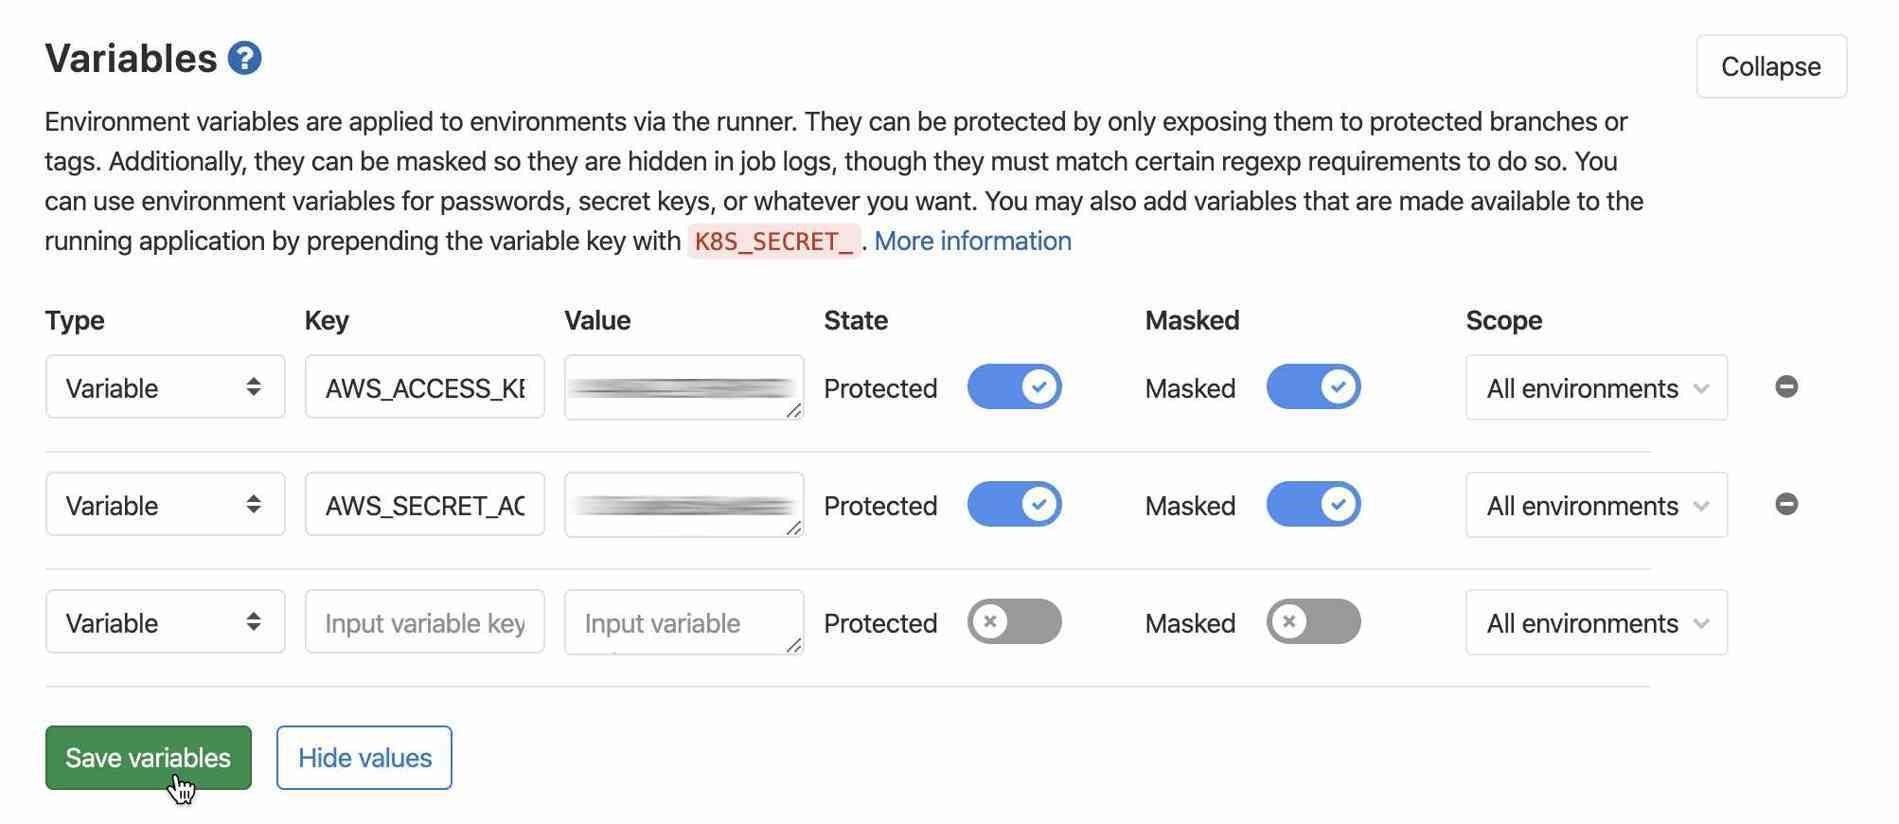 Variables
Collapse
Environment variables are applied to environments via the runner. They can be protected by only exposing them to protected branches or
tags. Additionally, they can be masked so they are hidden in job logs, though they must match certain regexp requirements to do so. You
can use environment variables for passwords, secret keys, or whatever you want. You may also add variables that are made available to the
running application by prepending the variable key with K8S_SECRET_ . More information
Type Key Value State Masked Scope
Variable AWS_ACCESS_KE Protected Masked All environments
Variable AWS_SECRET_AC Protected Masked All environments
Variable Input variable key Input variable Protected Masked All environments
Save variables Hide values